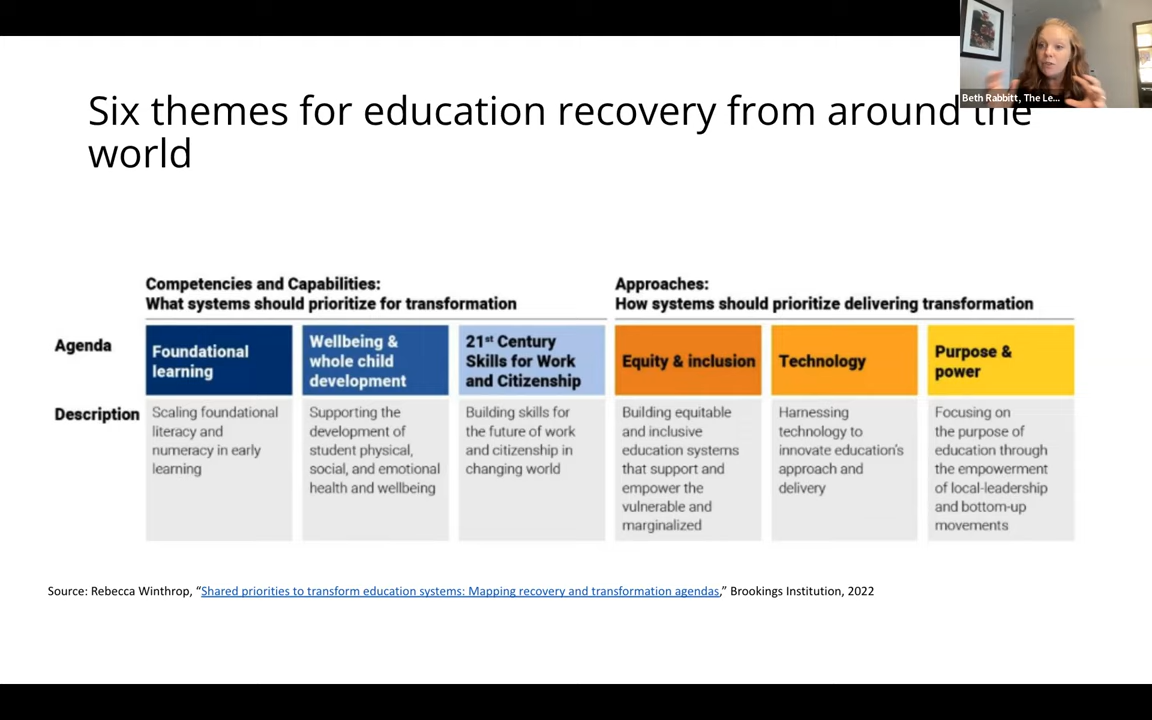 Beth Rabbitt, The Le...
Six themes for education recovery from around the
world
Competencies and Capabilities:
What systems should prioritize for transformation
Approaches:
How systems should prioritize delivering transformation
Agenda
Foundational
learning
Wellbeing &
whole child
development
21st Century
Skills for Work
and Citizenship
Equity & inclusion
Technology
Purpose &
power
Description
Scaling foundational
literacy and
numeracy in early
learning
Supporting the
development of
student physical,
social, and emotional
health and wellbeing
Building skills for
the future of work
and citizenship in
changing world
Building equitable
and inclusive
education systems
that support and
empower the
vulnerable and
marginalized
Harnessing
technology to
innovate education's
approach and
delivery
Focusing on
the purpose of
education through
the empowerment
of local-leadership
and bottom-up
movements
Source: Rebecca Winthrop, “Shared priorities to transform education systems: Mapping recovery and transformation agendas,” Brookings Institution, 2022